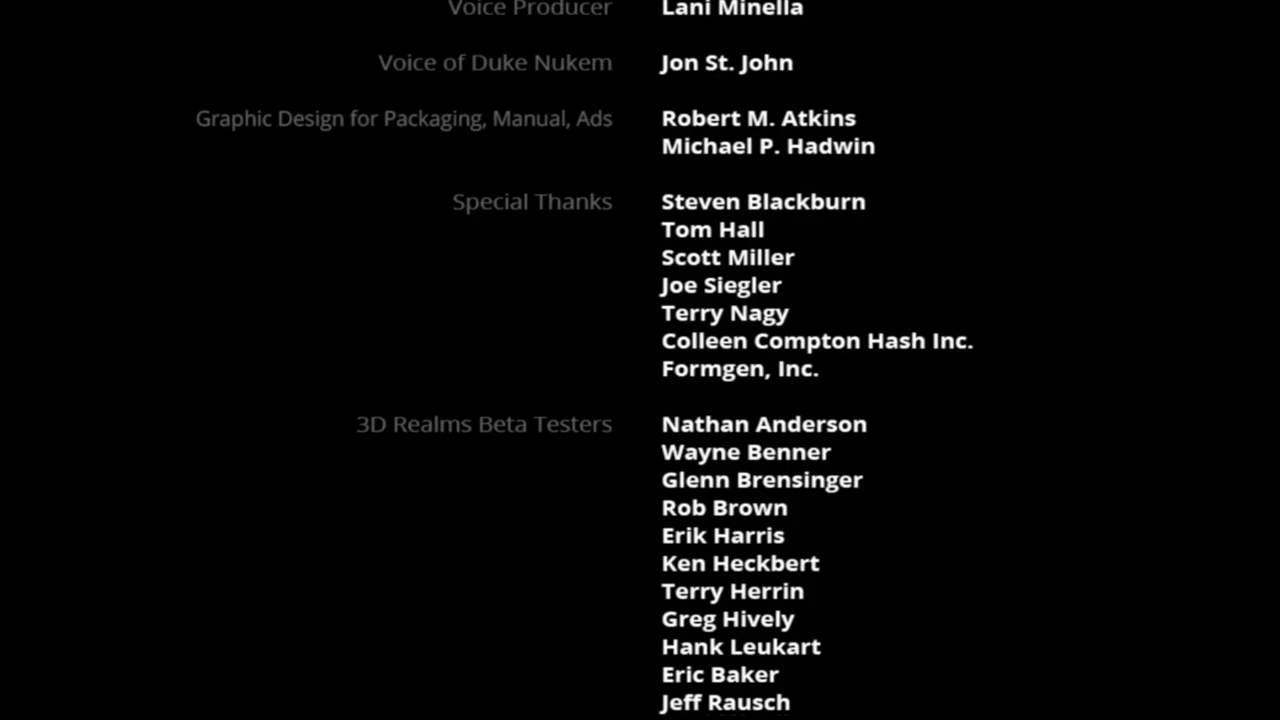 Voice Producer Lani Minella
Voice of Duke Nukem Jon St. John
Graphic Design for Packaging, Manual, Ads Robert M. Atkins
Michael P. Hadwin
Special Thanks Steven Blackburn
Tom Hall
Scott Miller
Joe Siegler
Terry Nagy
Colleen Compton Hash Inc.
Formgen, Inc.
3D Realms Beta Testers Nathan Anderson
Wayne Benner
Glenn Brensinger
Rob Brown
Erik Harris
Ken Heckbert
Terry Herrin
Greg Hively
Hank Leukart
Eric Baker
Jeff Rausch